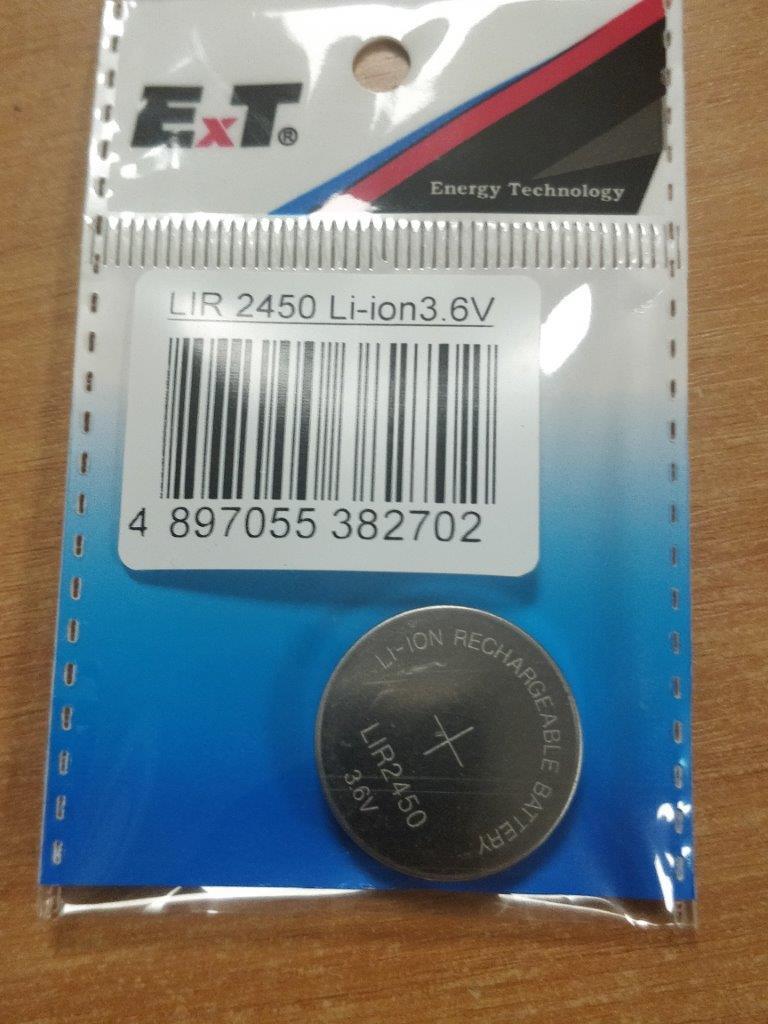 ExT®
Energy Technology
LIR 2450 Li-ion3.6V
4 897055 382702
LI-ION RECHARGEABLE BATTERY
+
LIR2450
3.6V